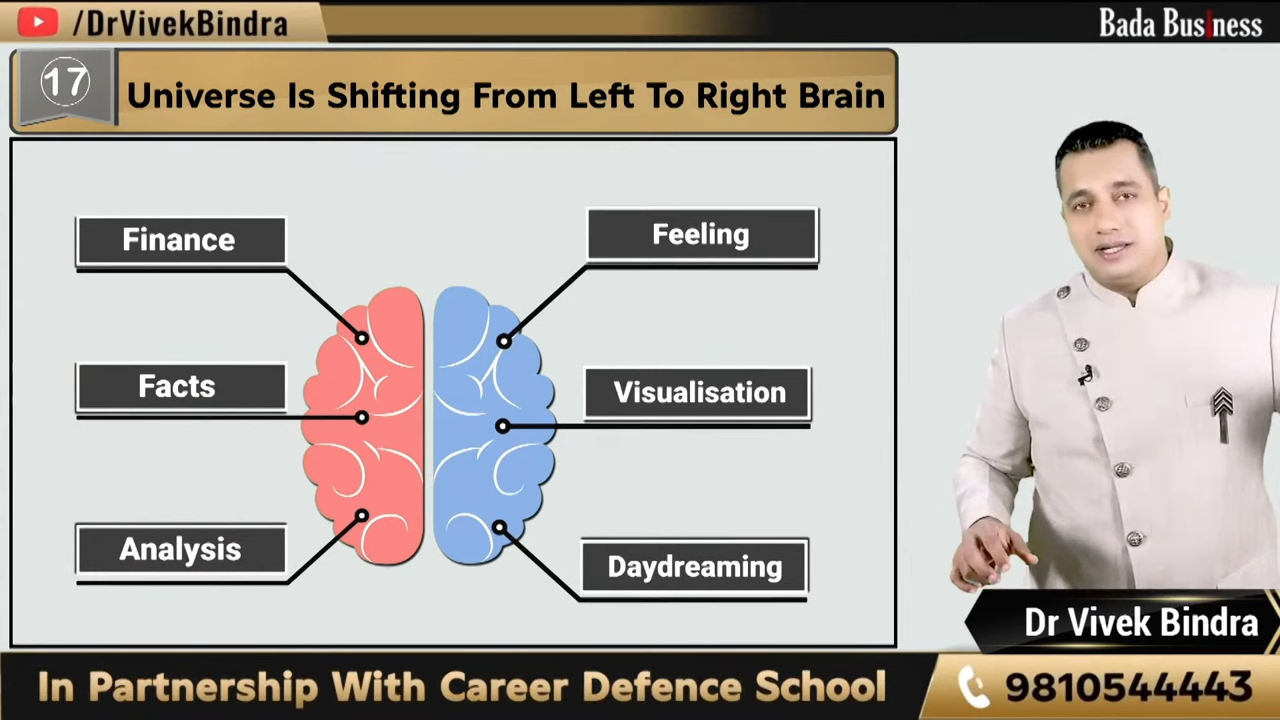 /DrVivekBindra
Bada Business
17
Universe Is Shifting From Left To Right Brain
Finance
Feeling
Facts
Visualisation
Analysis
Daydreaming
Dr Vivek Bindra
In Partnership With Career Defence School
9810544443